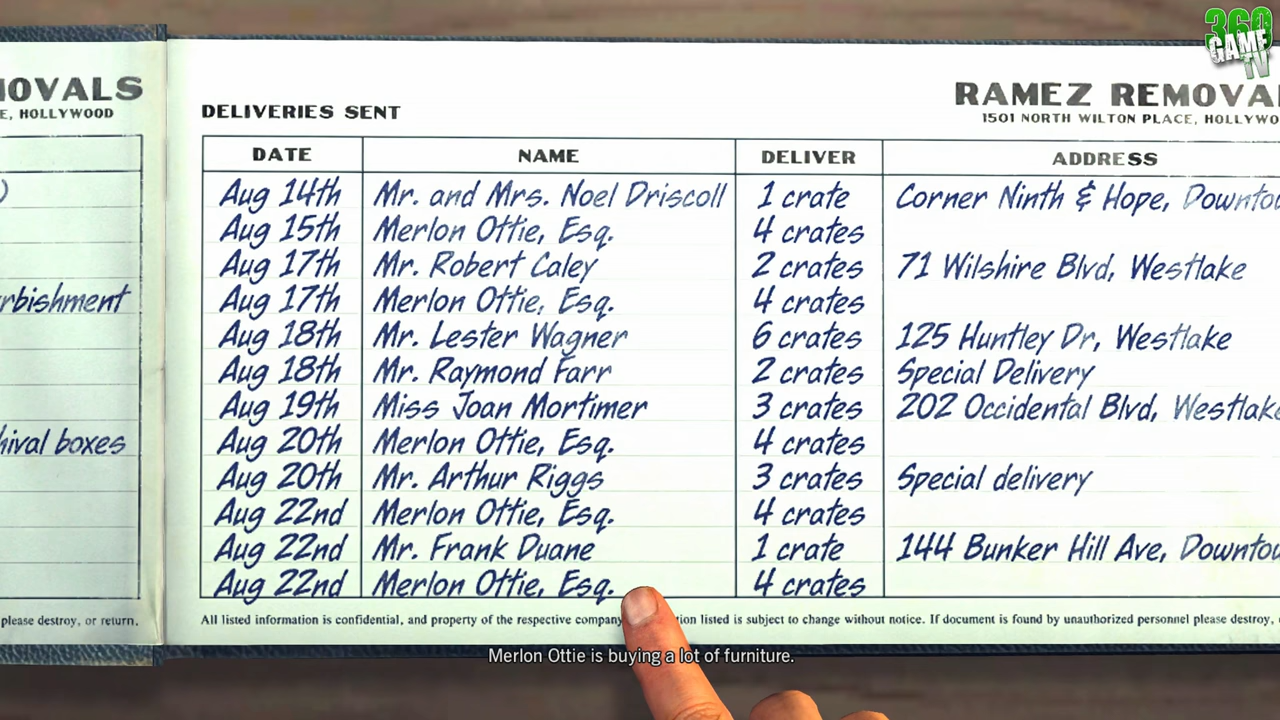 360
GAME
TV
OVALS
E, HOLLYWOOD
rbishment
hival boxes
please destroy, or return.
DELIVERIES SENT
RAMEZ REMOVAL
1501 NORTH WILTON PLACE, HOLLYWO
DATE NAME DELIVER ADDRESS
Aug 14th Mr. and Mrs. Noel Driscoll 1 crate Corner Ninth & Hope, Downtou
Aug 15th Merlon Ottie, Esq. 4 crates
Aug 17th Mr. Robert Caley 2 crates 71 Wilshire Blvd, Westlake
Aug 17th Merlon Ottie, Esq. 4 crates
Aug 18th Mr. Lester Wagner 6 crates 125 Huntley Dr, Westlake
Aug 18th Mr. Raymond Farr 2 crates Special Delivery
Aug 19th Miss Joan Mortimer 3 crates 202 Occidental Blvd, Westlake
Aug 20th Merlon Ottie, Esq. 4 crates
Aug 20th Mr. Arthur Riggs 3 crates Special delivery
Aug 22nd Merlon Ottie, Esq. 4 crates
Aug 22nd Mr. Frank Duane 1 crate 144 Bunker Hill Ave, Downtou
Aug 22nd Merlon Ottie, Esq. 4 crates
All listed information is confidential, and property of the respective company ion listed is subject to change without notice. If document is found by unauthorized personnel please destroy,
Merlon Ottie is buying a lot of furniture.